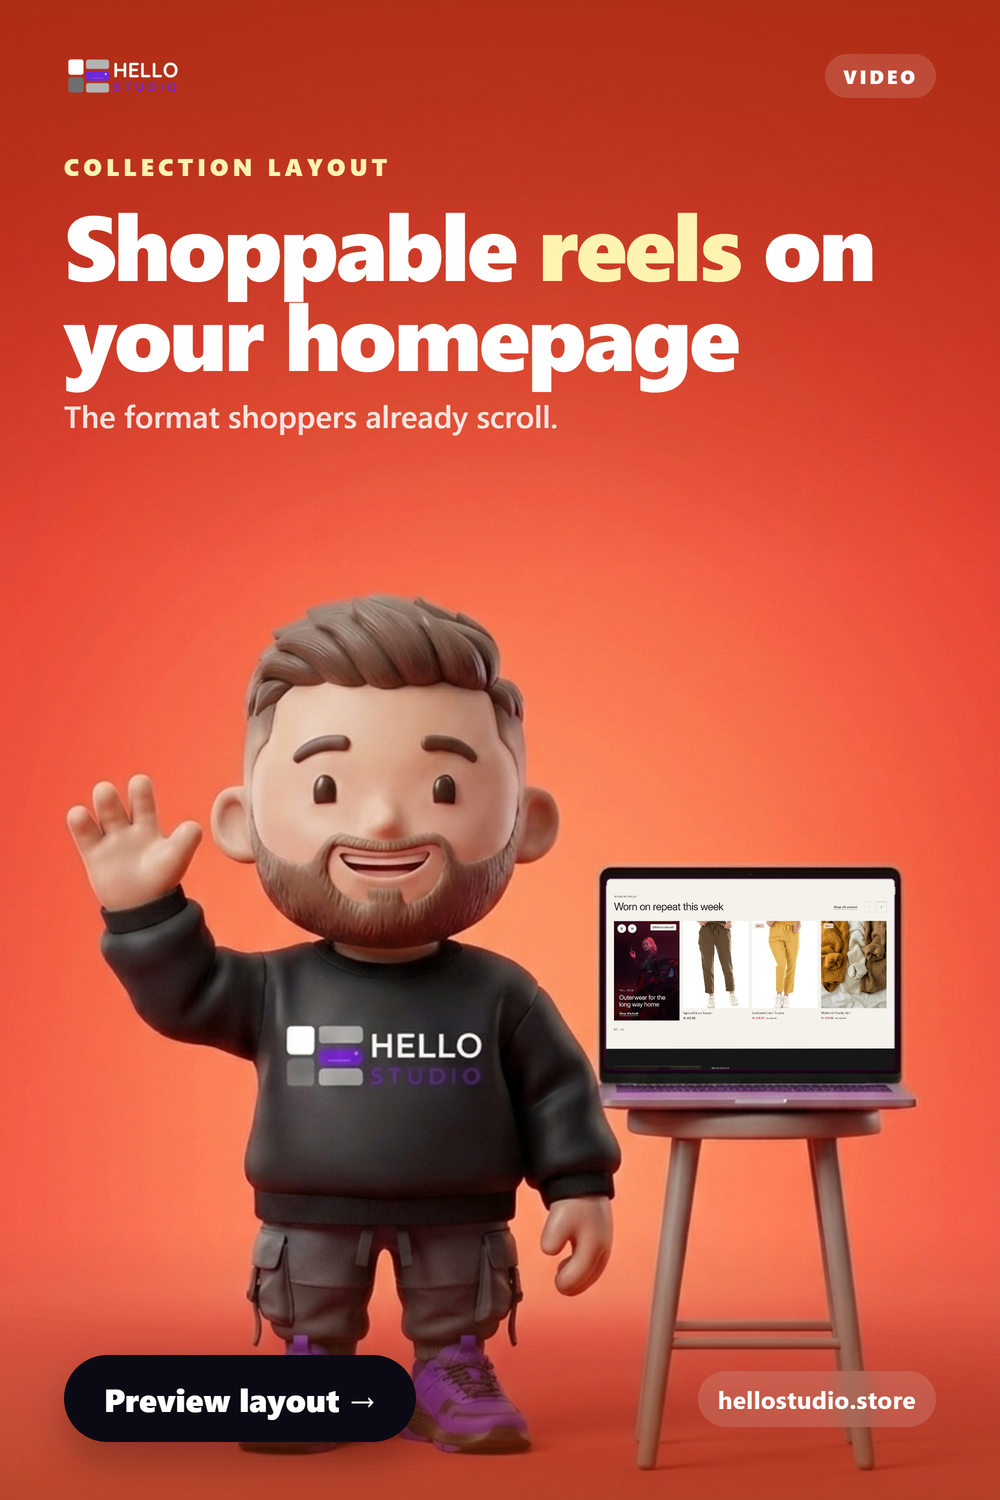 HELLO
STUDIO
VIDEO
COLLECTION LAYOUT
Shoppable reels on
your homepage
The format shoppers already scroll.
Worn on repeat this week
Outerwear for the
long way home
HELLO
STUDIO
Preview layout →
hellostudio.store